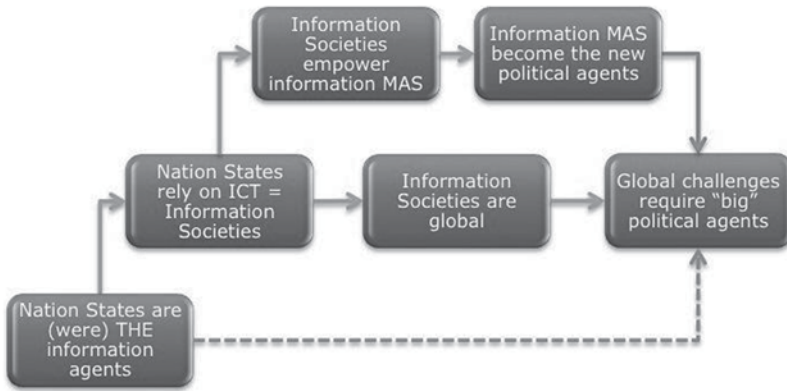 Information
Societies
empower
information MAS
Information MAS
become the new
political agents
Nation States
rely on ICT =
Information
Societies
Information
Societies are
global
Global challenges
require “big”
political agents
Nation States are
(were) THE
information
agents